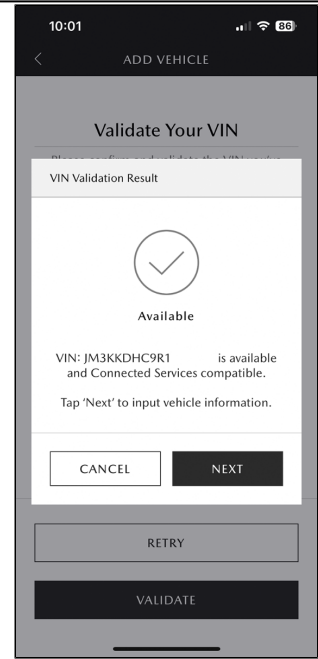 10:01
86
ADD VEHICLE
Validate Your VIN
VIN Validation Result
Available
VIN: JM3KKDHC9R1 is available
and Connected Services compatible.
Tap 'Next' to input vehicle information.
CANCEL
NEXT
RETRY
VALIDATE